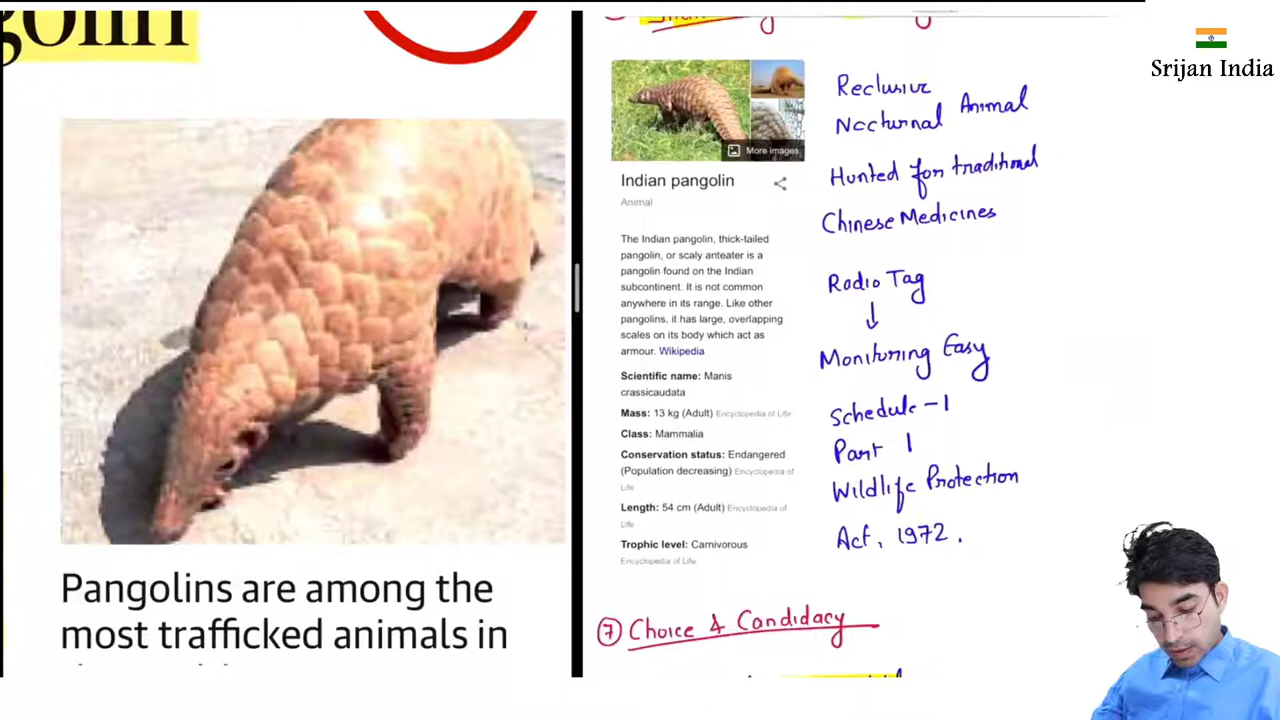 golin
Srijan India
Pangolins are among the
most trafficked animals in
More images
Indian pangolin
Animal
The Indian pangolin, thick-tailed
pangolin, or scaly anteater is a
pangolin found on the Indian
subcontinent. It is not common
anywhere in its range. Like other
pangolins, it has large, overlapping
scales on its body which act as
armour. Wikipedia
Scientific name: Manis
crassicaudata
Mass: 13 kg (Adult) Encyclopedia of Life
Class: Mammalia
Conservation status: Endangered
(Population decreasing) Encyclopedia of
Life
Length: 54 cm (Adult) Encyclopedia of
Life
Trophic level: Carnivorous
Encyclopedia of Life
Reclusive
Nocturnal Animal
Hunted for traditional
Chinese Medicines
Radio Tag
↓
Monitoring Easy
Schedule-1
Part 1
Wildlife Protection
Act, 1972.
⑦ Choice & Candidacy